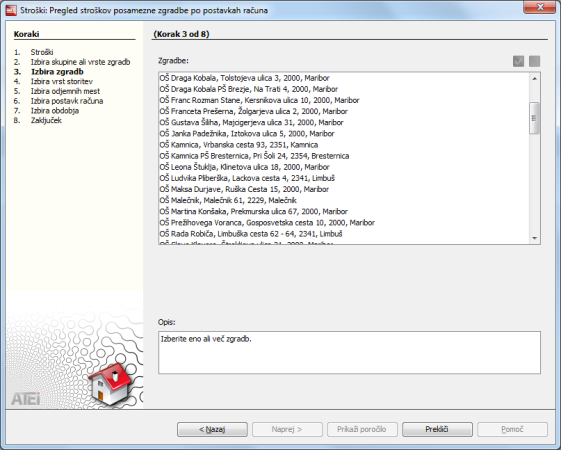 Stroški: Pregled stroškov posamezne zgradbe po postavkah računa
Koraki
1. Stroški
2. Izbira skupine ali vrste zgradb
3. Izbira zgradb
4. Izbira vrst storitev
5. Izbira odjemnih mest
6. Izbira postavk računa
7. Izbira obdobja
8. Zaključek
(Korak 3 od 8)
Zgradbe:
OŠ Draga Kobala, Tolstojeva ulica 3, 2000, Maribor
OŠ Draga Kobala PŠ Brezje, Na Trati 4, 2000, Maribor
OŠ Franc Rozman Stane, Kersnikova ulica 10, 2000, Maribor
OŠ Franceta Prešerna, Žolgarjeva ulica 2, 2000, Maribor
OŠ Gustava Šiliha, Majcigerjeva ulica 31, 2000, Maribor
OŠ Janka Padežnika, Iztokova ulica 5, 2000, Maribor
OŠ Kamnica, Vrbanska cesta 93, 2351, Kamnica
OŠ Kamnica PŠ Bresternica, Pri Šoli 24, 2354, Bresternica
OŠ Leona Štuklja, Klinetova ulica 18, 2000, Maribor
OŠ Ludvika Pliberška, Lackova cesta 4, 2341, Limbuš
OŠ Maksa Durjave, Ruška Cesta 15, 2000, Maribor
OŠ Malečnik, Malečnik 61, 2229, Malečnik
OŠ Martina Konšaka, Prekmurska ulica 67, 2000, Maribor
OŠ Prežihovega Voranca, Gosposvetska cesta 10, 2000, Maribor
OŠ Rada Robiča, Limbuška cesta 62 - 64, 2341, Limbuš
Opis:
Izberite eno ali več zgradb.
ATEi
< Nazaj
Naprej >
Prikaži poročilo
Prekliči
Pomoč